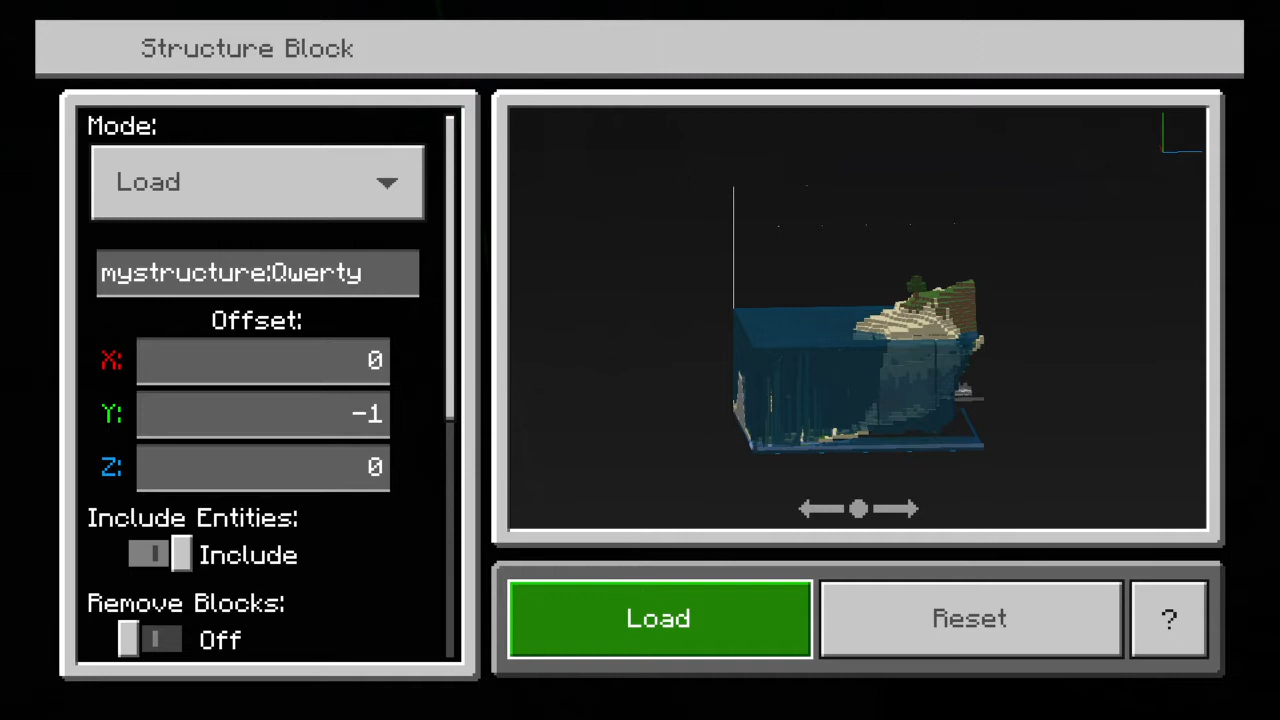 Structure Block
Mode:
Load
mystructure:Qwerty
Offset:
X: 0
Y: -1
Z: 0
Include Entities:
Include
Remove Blocks:
Off
Load
Reset
?